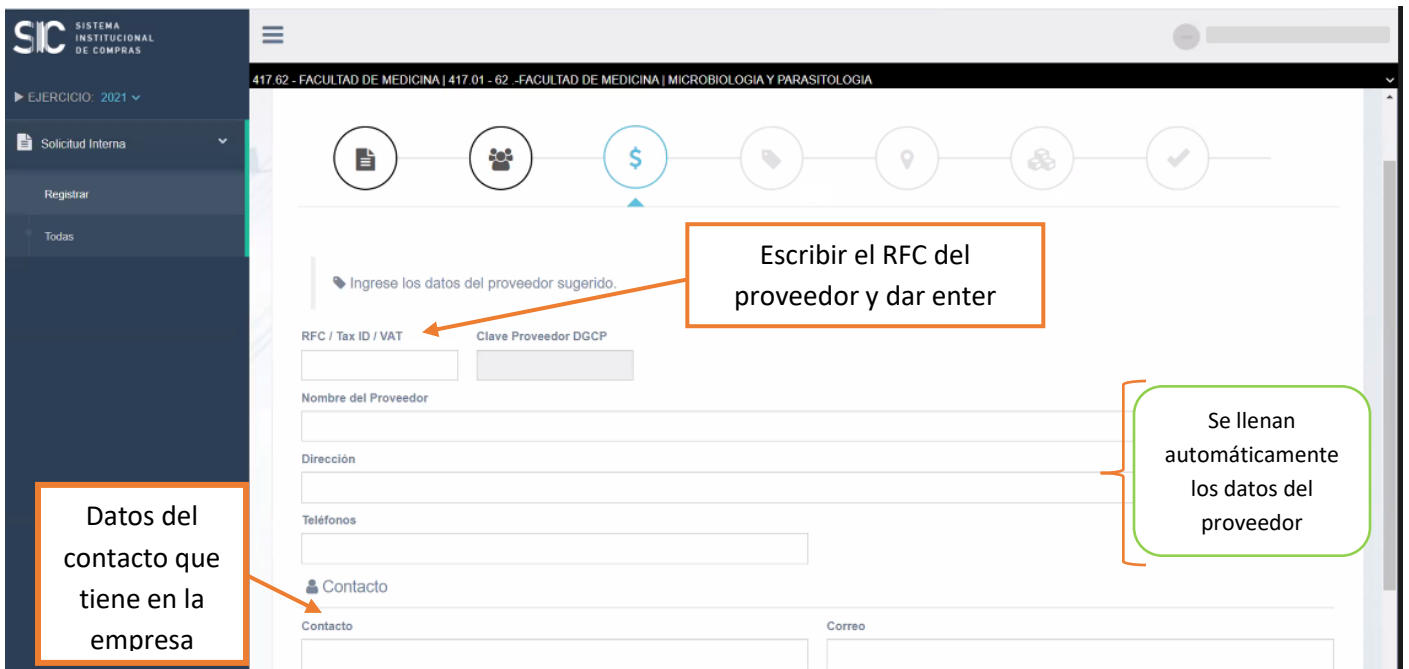 SIC SISTEMA
INSTITUCIONAL
DE COMPRAS
EJERCICIO: 2021
Solicitud Interna
Registrar
Todas
417.62 - FACULTAD DE MEDICINA | 417.01 - 62 .-FACULTAD DE MEDICINA | MICROBIOLOGIA Y PARASITOLOGIA
$
Escribir el RFC del
proveedor y dar enter
Ingrese los datos del proveedor sugerido.
RFC / Tax ID / VAT
Clave Proveedor DGCP
Nombre del Proveedor
Dirección
Teléfonos
Se llenan
automáticamente
los datos del
proveedor
Datos del
contacto que
tiene en la
empresa
Contacto
Contacto
Correo